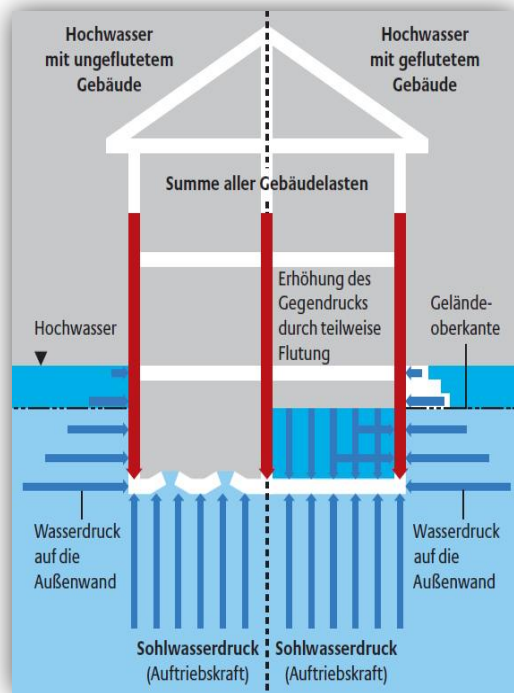 Hochwasser
mit ungeflutetem
Gebäude
Hochwasser
mit geflutetem
Gebäude
Summe aller Gebäudelasten
Erhöhung des
Gegendrucks
durch teilweise
Flutung
Hochwasser
Gelände-
oberkante
Wasserdruck
auf die
Außenwand
Wasserdruck
auf die
Außenwand
Sohlwasserdruck
(Auftriebskraft)
Sohlwasserdruck
(Auftriebskraft)